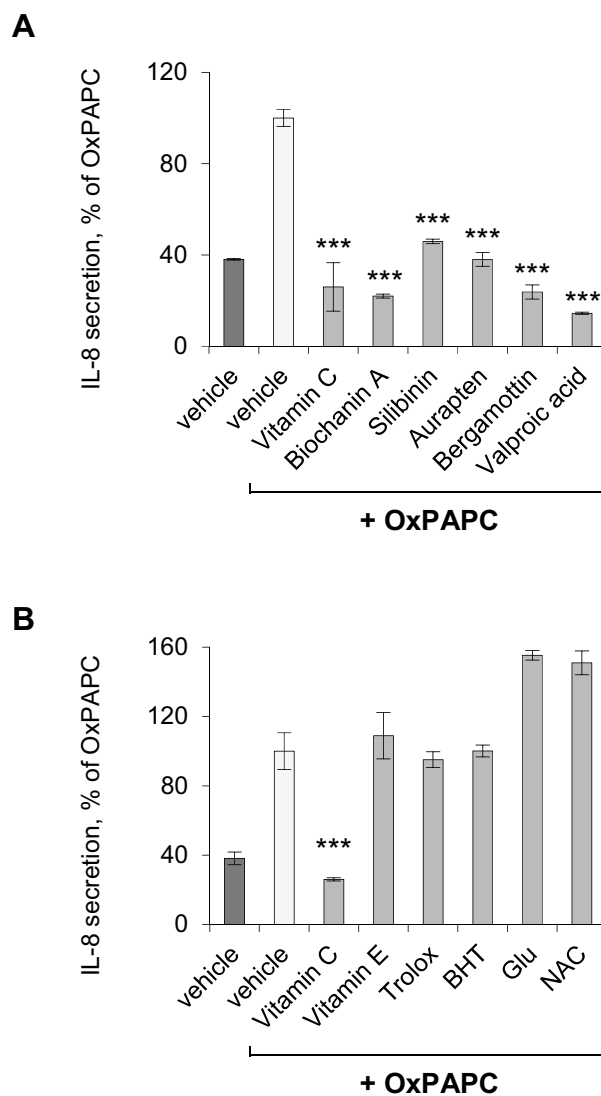 A
IL-8 secretion, % of OxPAPC
120
80
40
0
***
***
***
***
***
***
vehicle
vehicle
Vitamin C
Biochanin A
Silibinin
Aurapten
Bergamottin
Valproic acid
+ OxPAPC
B
IL-8 secretion, % of OxPAPC
160
120
80
40
0
***
vehicle
vehicle
Vitamin C
Vitamin E
Trolox
BHT
Glu
NAC
+ OxPAPC